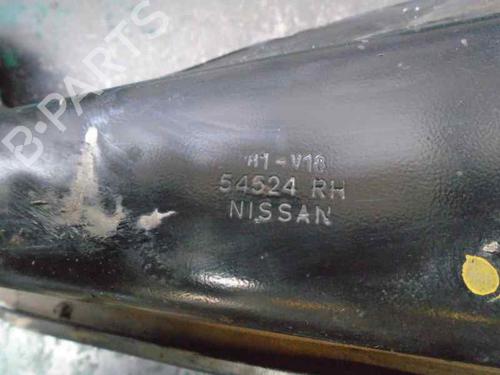 B-PARTS
H1-V18
54524 RH
NISSAN